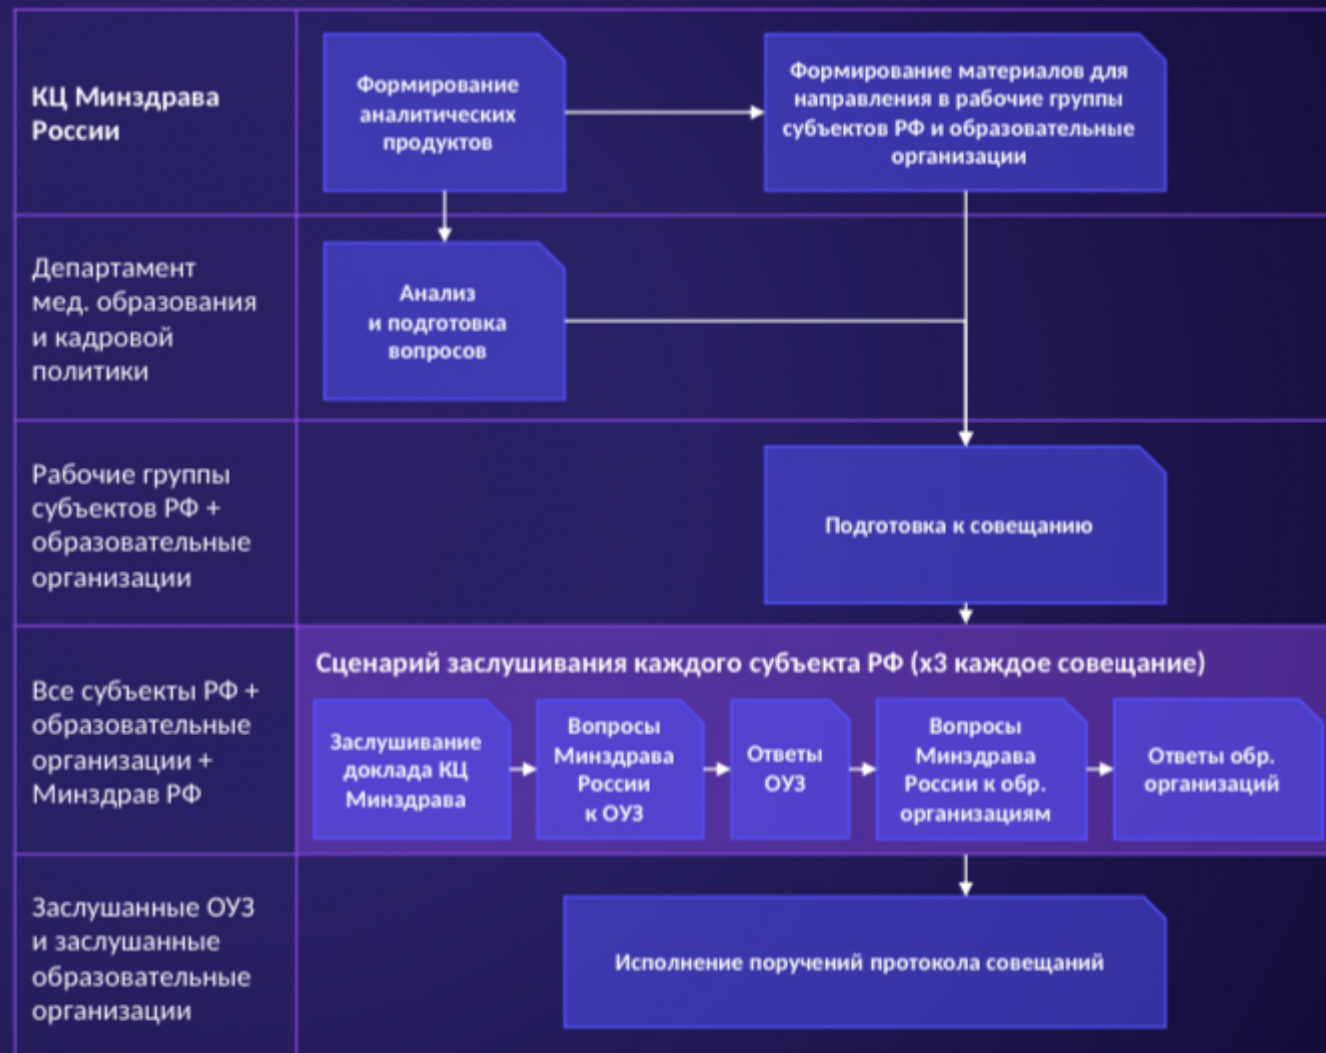 КЦ Минздрава
России
Формирование
аналитических
продуктов
Формирование материалов для
направления в рабочие группы
субъектов РФ и образовательные
организации
Департамент
мед. образования
и кадровой
политики
Анализ
и подготовка
вопросов
Рабочие группы
субъектов РФ +
образовательные
организации
Подготовка к совещанию
Все субъекты РФ +
образовательные
организации +
Минздрав РФ
Сценарий заслушивания каждого субъекта РФ (х3 каждое совещание)
Заслушивание
доклада КЦ
Минздрава
Вопросы
Минздрава
России
к ОУЗ
Ответы
ОУЗ
Вопросы
Минздрава
России к обр.
организациям
Ответы обр.
организаций
Заслушанные ОУЗ
и заслушанные
образовательные
организации
Исполнение поручений протокола совещаний